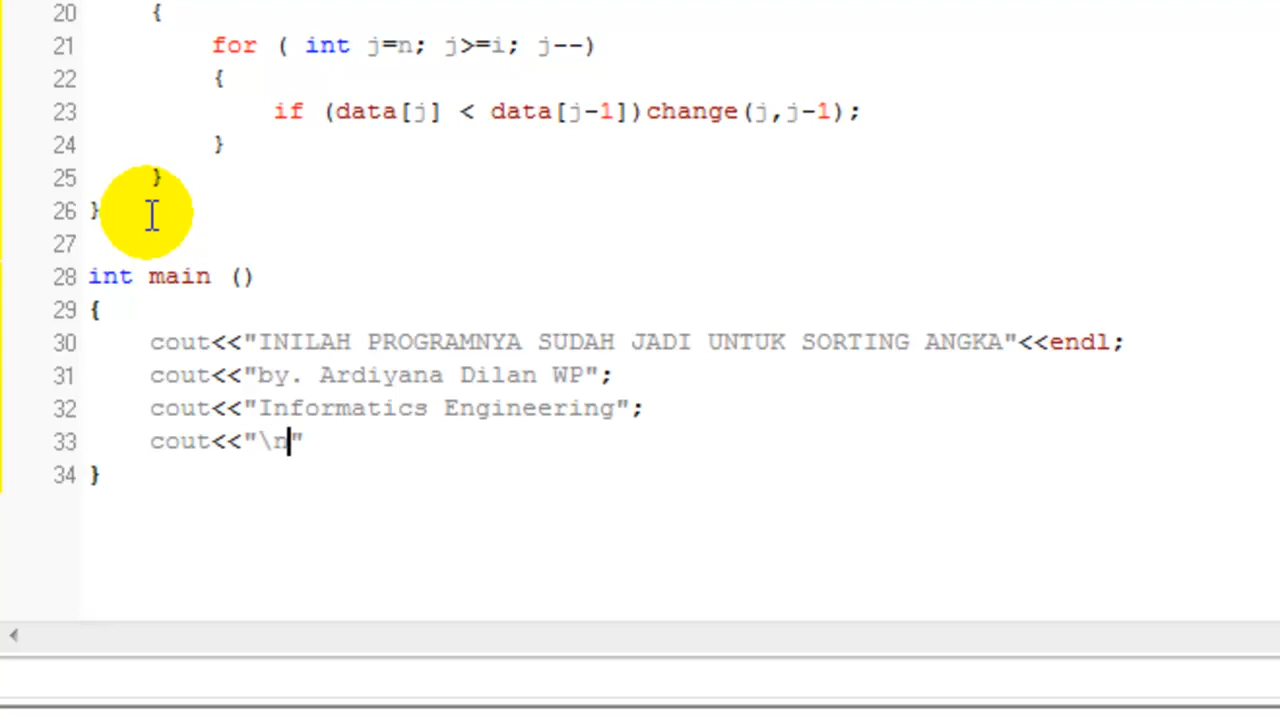 20 {
21 for ( int j=n; j>=i; j--)
22 {
23 if (data[j] < data[j-1])change(j,j-1);
24 }
25 }
26 }
27
28 int main ()
29 {
30 cout<<"INILAH PROGRAMNYA SUDAH JADI UNTUK SORTING ANGKA"<<endl;
31 cout<<"by. Ardiyana Dilan WP";
32 cout<<"Informatics Engineering";
33 cout<<"\n"
34 }